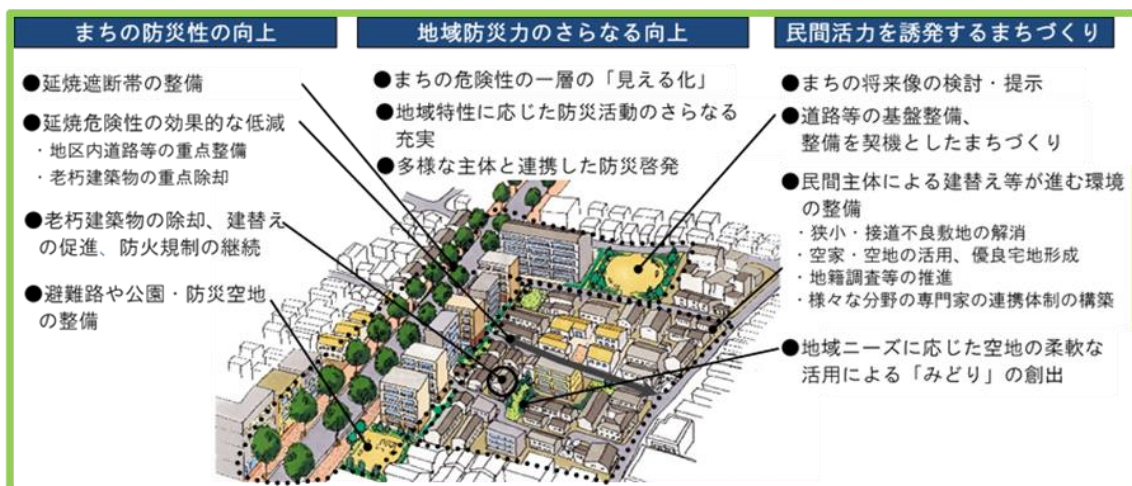 まちの防災性の向上
●延焼遮断帯の整備
●延焼危険性の効果的な低減
・地区内道路等の重点整備
・老朽建築物の重点除却
●老朽建築物の除却、建替え
の促進、防火規制の継続
●避難路や公園・防災空地
の整備
地域防災力のさらなる向上
●まちの危険性の一層の「見える化」
●地域特性に応じた防災活動のさらなる
充実
●多様な主体と連携した防災啓発
民間活力を誘発するまちづくり
●まちの将来像の検討・提示
●道路等の基盤整備、
整備を契機としたまちづくり
●民間主体による建替え等が進む環境
の整備
・狭小・接道不良敷地の解消
・空家・空地の活用、優良宅地形成
・地籍調査等の推進
・様々な分野の専門家の連携体制の構築
●地域ニーズに応じた空地の柔軟な
活用による「みどり」の創出